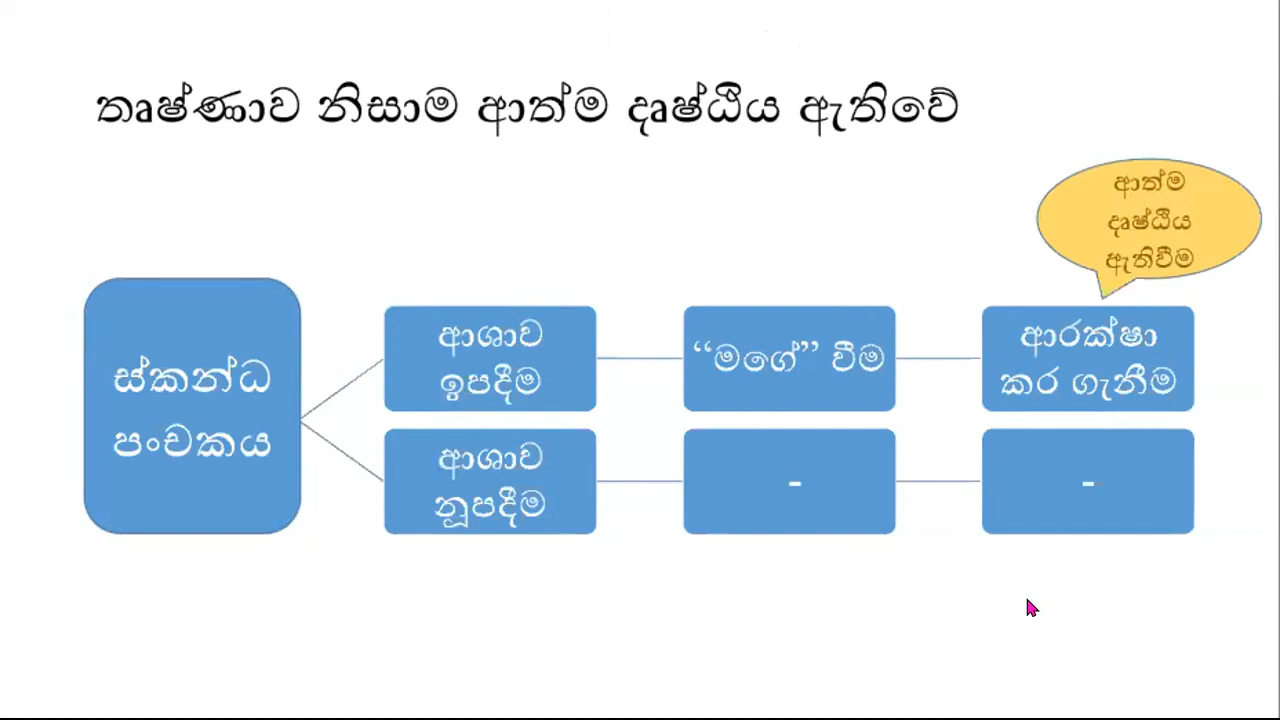 තෘෂ්ණාව නිසාම ආත්ම දෘෂ්ඨිය ඇතිවේ
ආත්ම
දෘෂ්ඨිය
ඇතිවීම
ස්කන්ධ
පංචකය
ආශාව
ඉපදීම
“මගේ” වීම
ආරක්ෂා
කර ගැනීම
ආශාව
නූපදීම
-
-